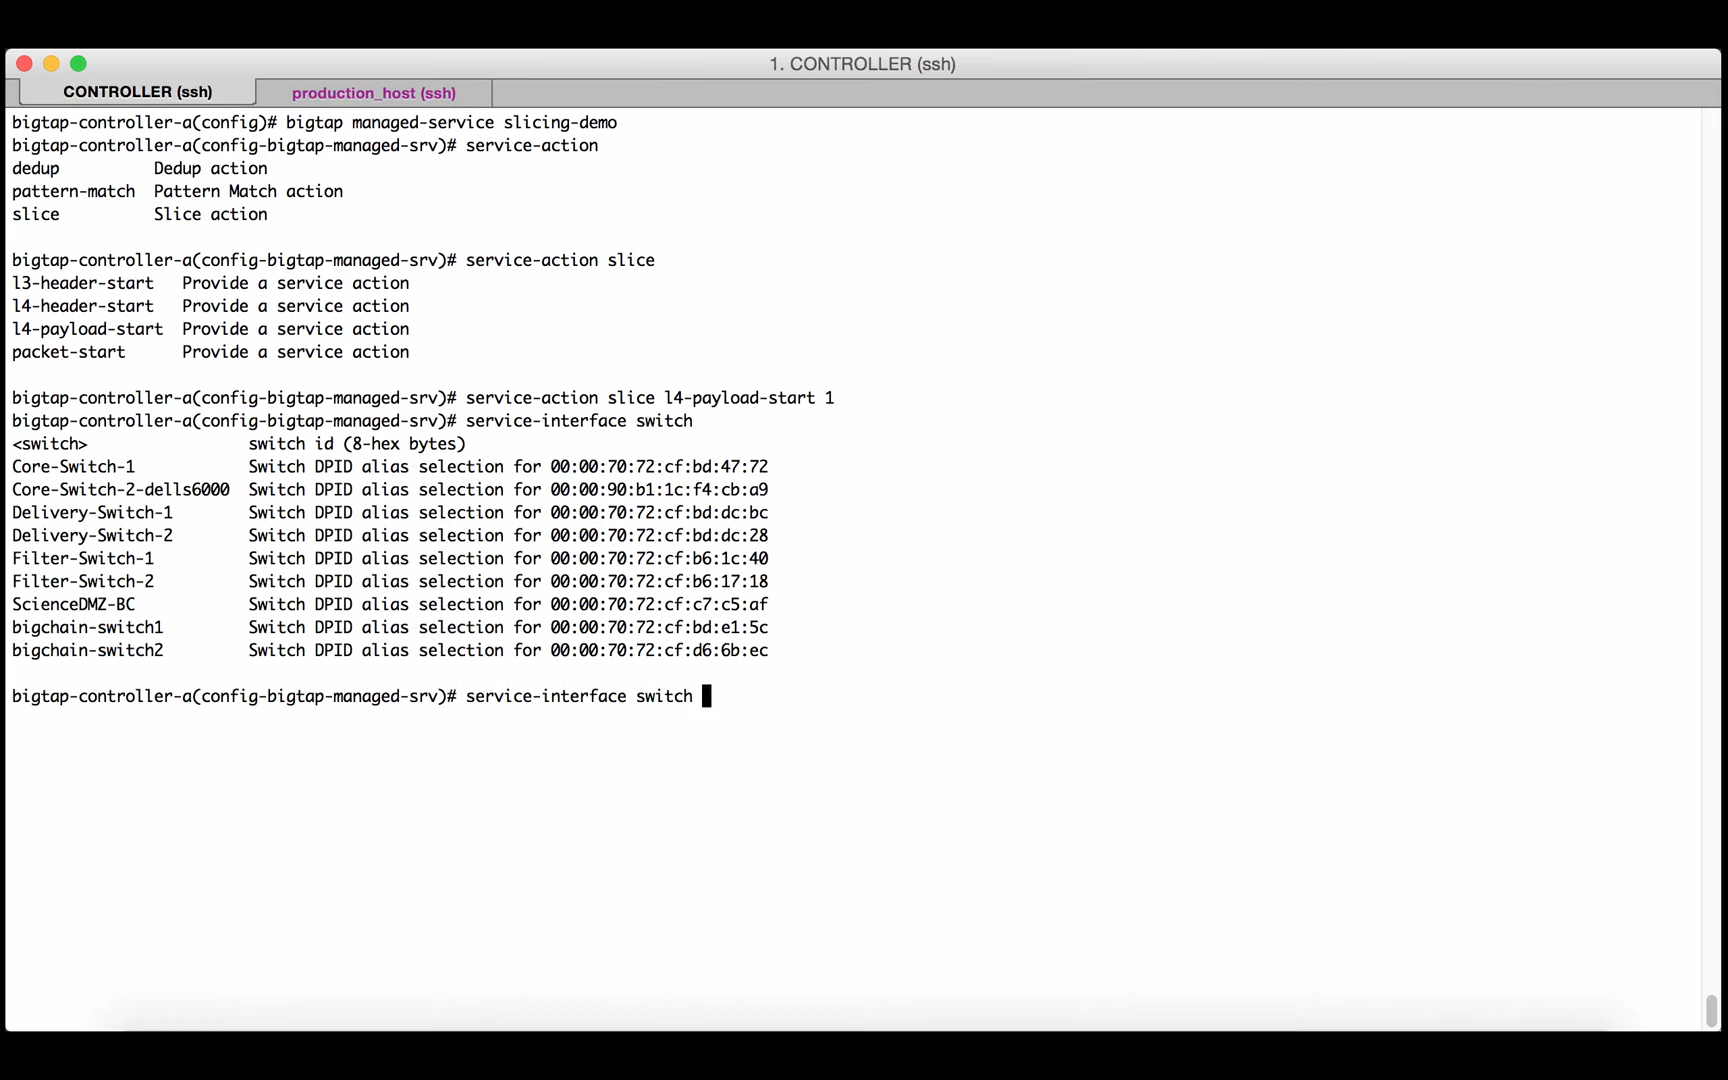 1. CONTROLLER (ssh)
CONTROLLER (ssh) production_host (ssh)
bigtap-controller-a(config)# bigtap managed-service slicing-demo
bigtap-controller-a(config-bigtap-managed-srv)# service-action
dedup Dedup action
pattern-match Pattern Match action
slice Slice action
bigtap-controller-a(config-bigtap-managed-srv)# service-action slice
l3-header-start Provide a service action
l4-header-start Provide a service action
l4-payload-start Provide a service action
packet-start Provide a service action
bigtap-controller-a(config-bigtap-managed-srv)# service-action slice l4-payload-start 1
bigtap-controller-a(config-bigtap-managed-srv)# service-interface switch
<switch> switch id (8-hex bytes)
Core-Switch-1 Switch DPID alias selection for 00:00:70:72:cf:bd:47:72
Core-Switch-2-dells6000 Switch DPID alias selection for 00:00:90:b1:1c:f4:cb:a9
Delivery-Switch-1 Switch DPID alias selection for 00:00:70:72:cf:bd:dc:bc
Delivery-Switch-2 Switch DPID alias selection for 00:00:70:72:cf:bd:dc:28
Filter-Switch-1 Switch DPID alias selection for 00:00:70:72:cf:b6:1c:40
Filter-Switch-2 Switch DPID alias selection for 00:00:70:72:cf:b6:17:18
ScienceDMZ-BC Switch DPID alias selection for 00:00:70:72:cf:c7:c5:af
bigchain-switch1 Switch DPID alias selection for 00:00:70:72:cf:bd:e1:5c
bigchain-switch2 Switch DPID alias selection for 00:00:70:72:cf:d6:6b:ec
bigtap-controller-a(config-bigtap-managed-srv)# service-interface switch